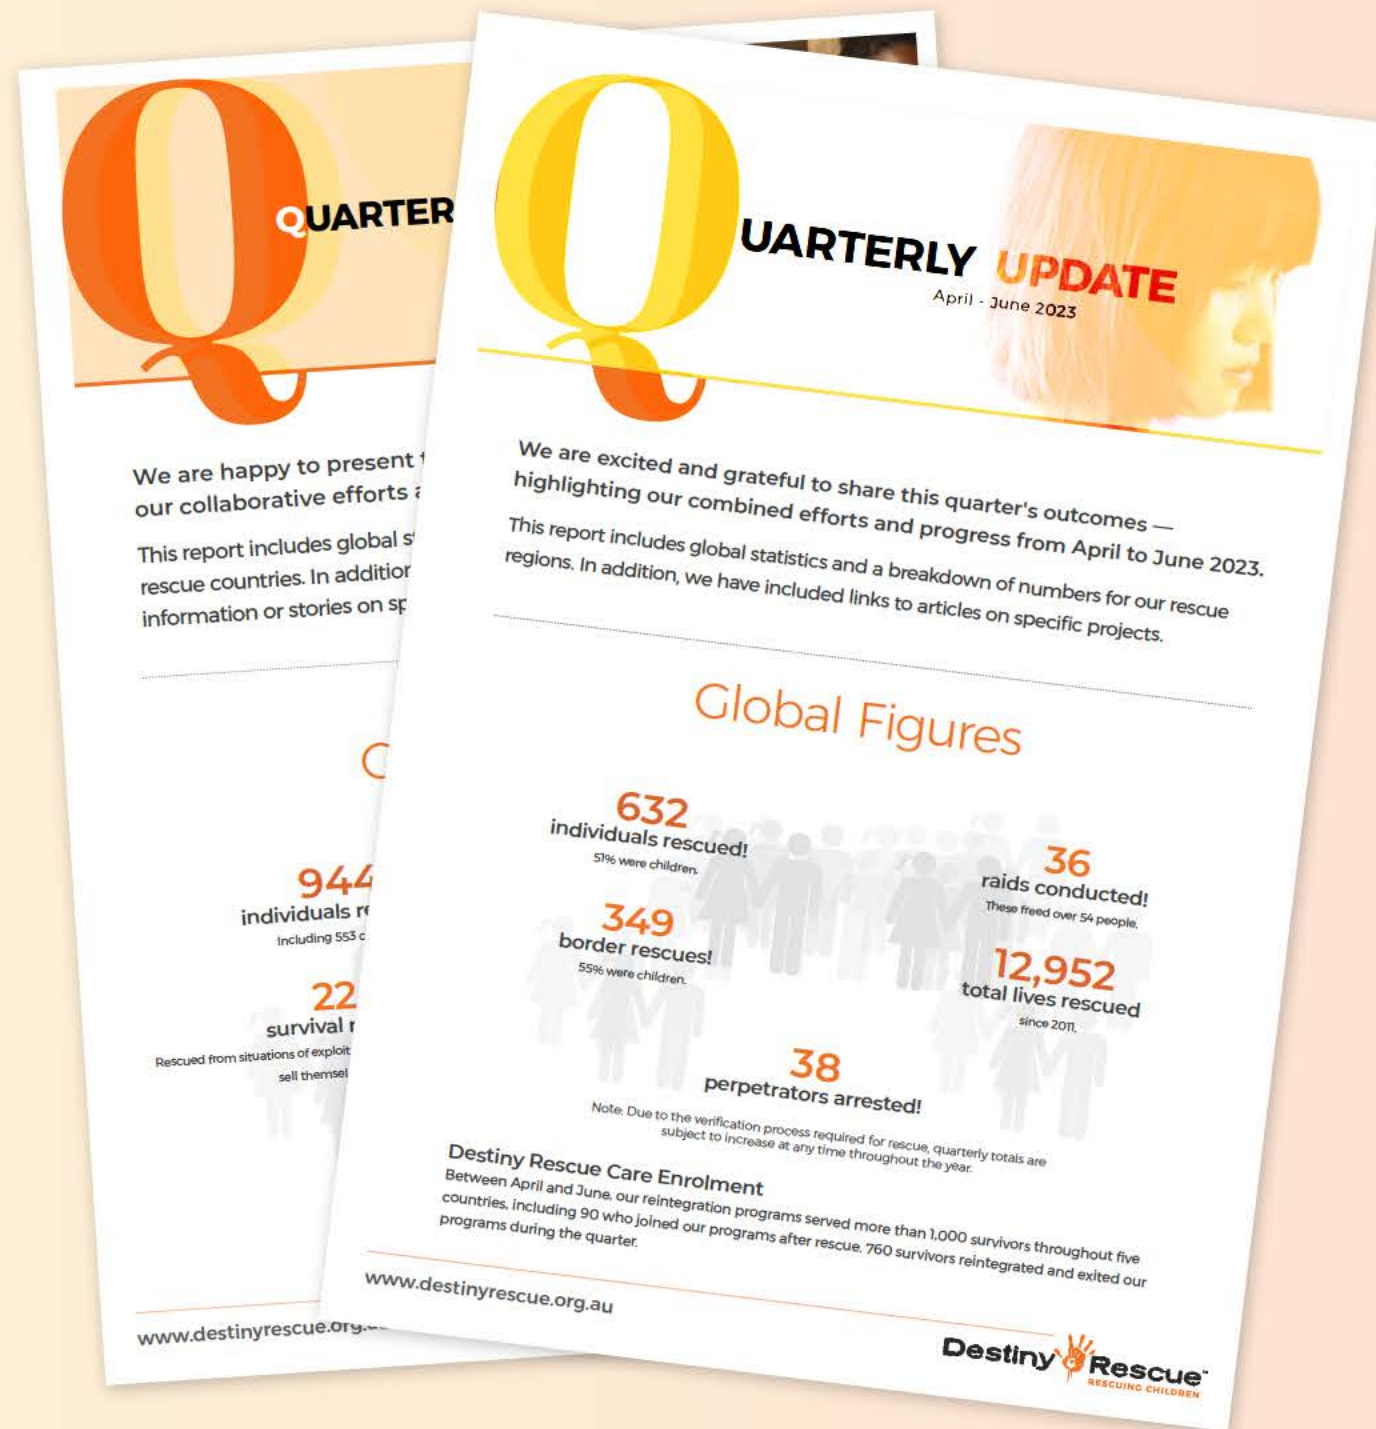 QUARTER
We are happy to present
our collaborative efforts
This report includes global
rescue countries. In addition
information or stories on
944
individuals
Including 553
22
survival
Rescued from situations of
sell
www.destinyrescue.org.
QUARTERLY UPDATE
April - June 2023
We are excited and grateful to share this quarter's outcomes —
highlighting our combined efforts and progress from April to June 2023.
This report includes global statistics and a breakdown of numbers for our rescue
regions. In addition, we have included links to articles on specific projects.
Global Figures
632
individuals rescued!
51% were children.
349
border rescues!
55% were children.
36
raids conducted!
These freed over 54 people.
12,952
total lives rescued
since 2011.
38
perpetrators arrested!
Note: Due to the verification process required for rescue, quarterly totals are
subject to increase at any time throughout the year.
Destiny Rescue Care Enrolment
Between April and June, our reintegration programs served more than 1,000 survivors throughout five
countries, including 90 who joined our programs after rescue. 760 survivors reintegrated and exited our
programs during the quarter.
www.destinyrescue.org.au
Destiny Rescue™
RESCUING CHILDREN